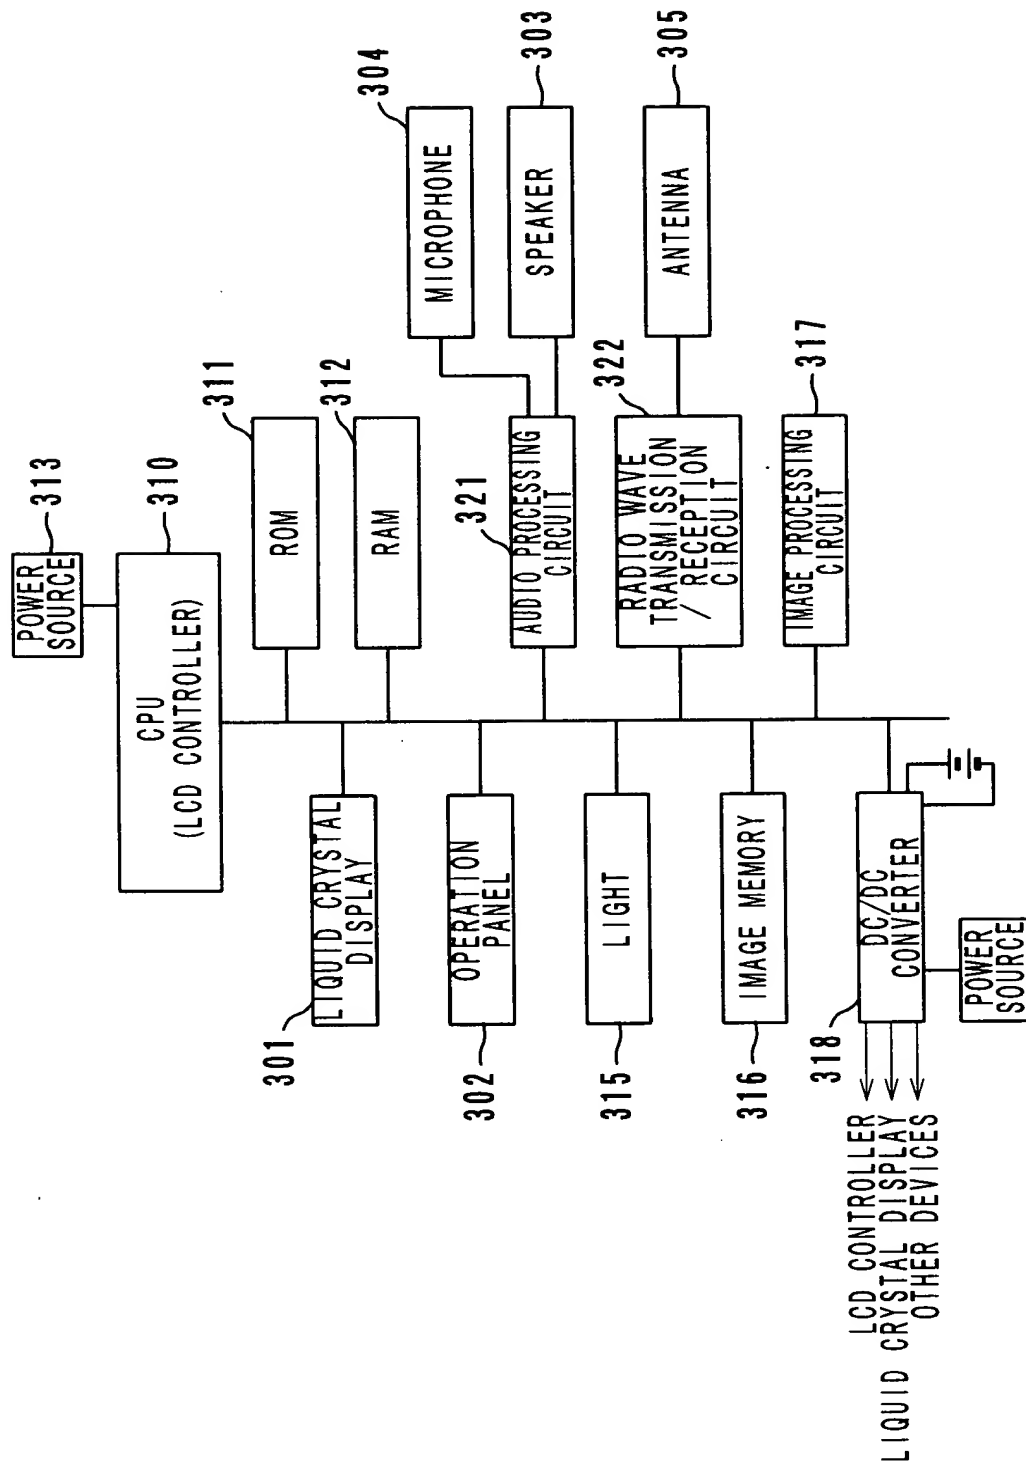 304
MICROPHONE
303
SPEAKER
305
ANTENNA
311
ROM
312
RAM
321
AUDIO PROCESSING
CIRCUIT
322
RADIO WAVE
TRANSMISSION
/ RECEPTION
CIRCUIT
317
IMAGE PROCESSING
CIRCUIT
313
POWER
SOURCE
310
CPU
(LCD CONTROLLER)
301
LIQUID CRYSTAL
DISPLAY
302
OPERATION
PANEL
315
LIGHT
316
IMAGE MEMORY
318
DC/DC
CONVERTER
POWER
SOURCE
LCD CONTROLLER
LIQUID CRYSTAL DISPLAY
OTHER DEVICES